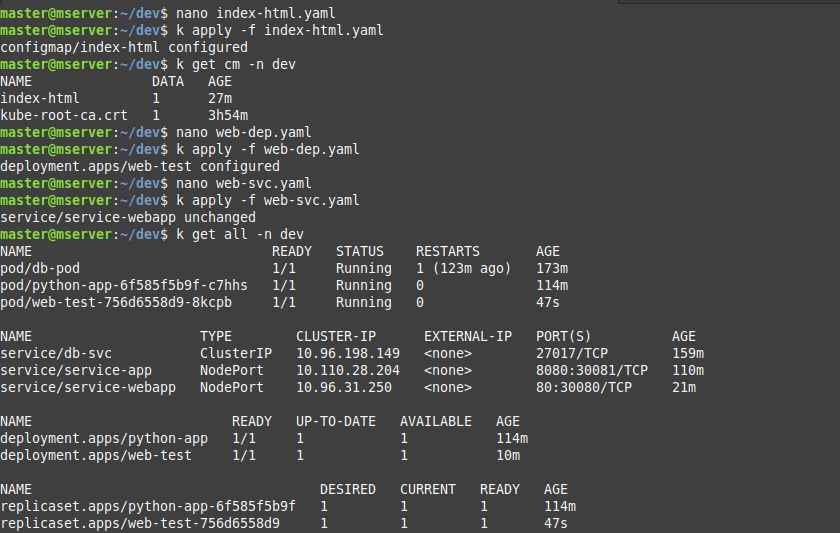 master@mserver:~/dev$ nano index-html.yaml
master@mserver:~/dev$ k apply -f index-html.yaml
configmap/index-html configured
master@mserver:~/dev$ k get cm -n dev
NAME               DATA   AGE
index-html         1      27m
kube-root-ca.crt   1      3h54m
master@mserver:~/dev$ nano web-dep.yaml
master@mserver:~/dev$ k apply -f web-dep.yaml
deployment.apps/web-test configured
master@mserver:~/dev$ nano web-svc.yaml
master@mserver:~/dev$ k apply -f web-svc.yaml
service/service-webapp unchanged
master@mserver:~/dev$ k get all -n dev
NAME                              READY   STATUS    RESTARTS       AGE
pod/db-pod                        1/1     Running   1 (123m ago)   173m
pod/python-app-6f585f5b9f-c7hhs   1/1     Running   0              114m
pod/web-test-756d6558d9-8kcpb     1/1     Running   0              47s

NAME                     TYPE        CLUSTER-IP      EXTERNAL-IP   PORT(S)          AGE
service/db-svc           ClusterIP   10.96.198.149   <none>        27017/TCP        159m
service/service-app      NodePort    10.110.28.204   <none>        8080:30081/TCP   110m
service/service-webapp   NodePort    10.96.31.250    <none>        80:30080/TCP     21m

NAME                         READY   UP-TO-DATE   AVAILABLE   AGE
deployment.apps/python-app   1/1     1            1           114m
deployment.apps/web-test     1/1     1            1           10m

NAME                                    DESIRED   CURRENT   READY   AGE
replicaset.apps/python-app-6f585f5b9f   1         1         1       114m
replicaset.apps/web-test-756d6558d9     1         1         1       47s